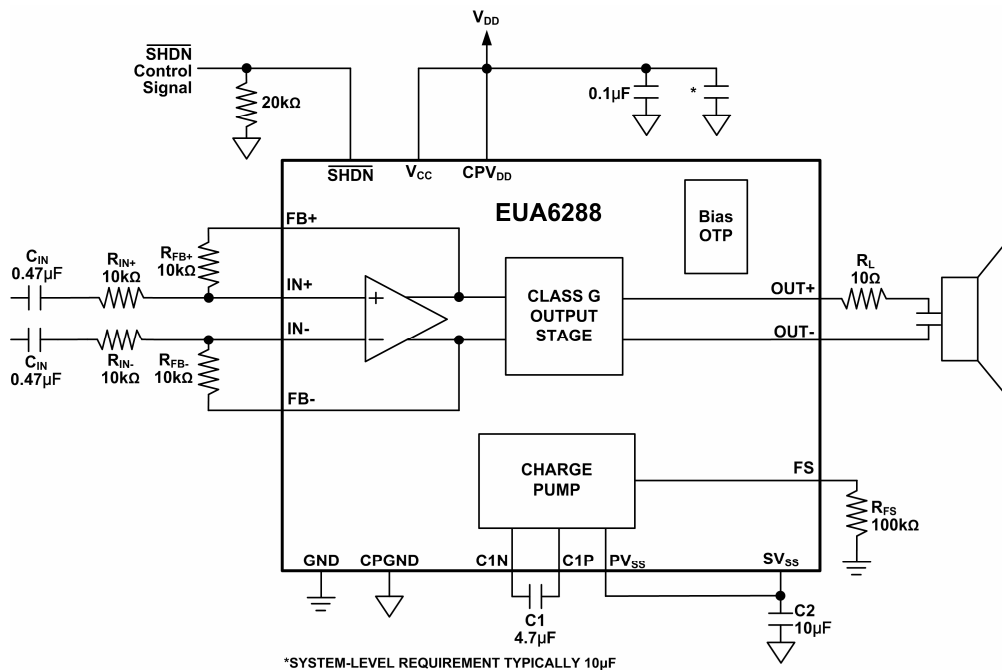 VDD
SHDN
Control
Signal
20kΩ
0.1µF
*
SHDN
VCC
CPVDD
EUA6288
Bias
OTP
FB+
CIN
0.47µF
RIN+
10kΩ
RFB+
10kΩ
IN+
+
CLASS G
OUTPUT
STAGE
OUT+
RL
10Ω
IN-
−
OUT-
CIN
0.47µF
RIN-
10kΩ
RFB-
10kΩ
FB-
CHARGE
PUMP
FS
RFS
100kΩ
GND
CPGND
C1N
C1P
PVSS
SVSS
C1
4.7µF
C2
10µF
*SYSTEM-LEVEL REQUIREMENT TYPICALLY 10µF